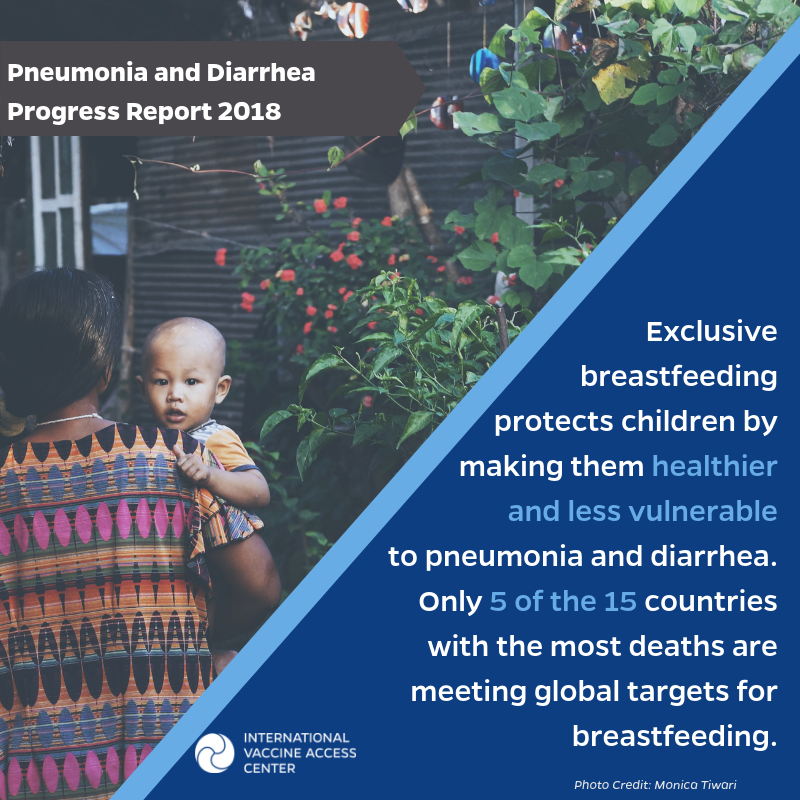 Pneumonia and Diarrhea
Progress Report 2018
Exclusive
breastfeeding
protects children by
making them healthier
and less vulnerable
to pneumonia and diarrhea.
Only 5 of the 15 countries
with the most deaths are
meeting global targets for
breastfeeding.
INTERNATIONAL
VACCINE ACCESS
CENTER
Photo Credit: Monica Tiwari